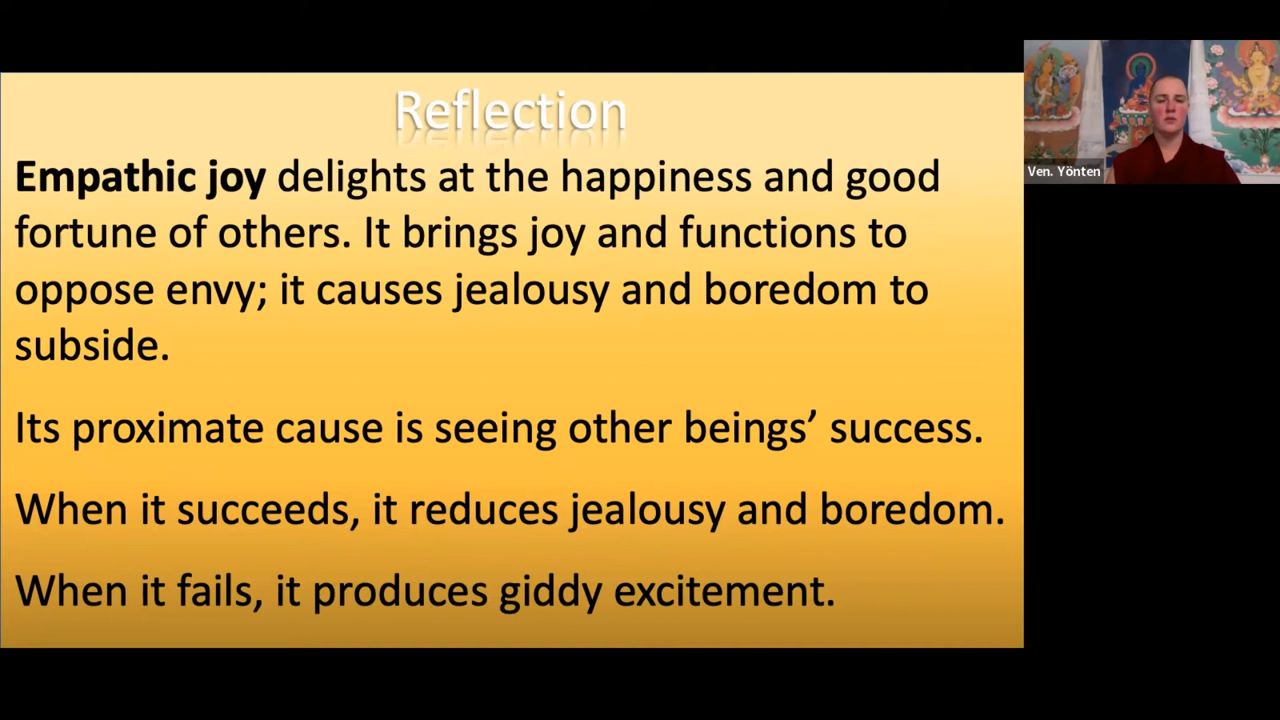 Reflection
Empathic joy delights at the happiness and good
fortune of others. It brings joy and functions to
oppose envy; it causes jealousy and boredom to
subside.
Its proximate cause is seeing other beings’ success.
When it succeeds, it reduces jealousy and boredom.
When it fails, it produces giddy excitement.
Ven. Yönten